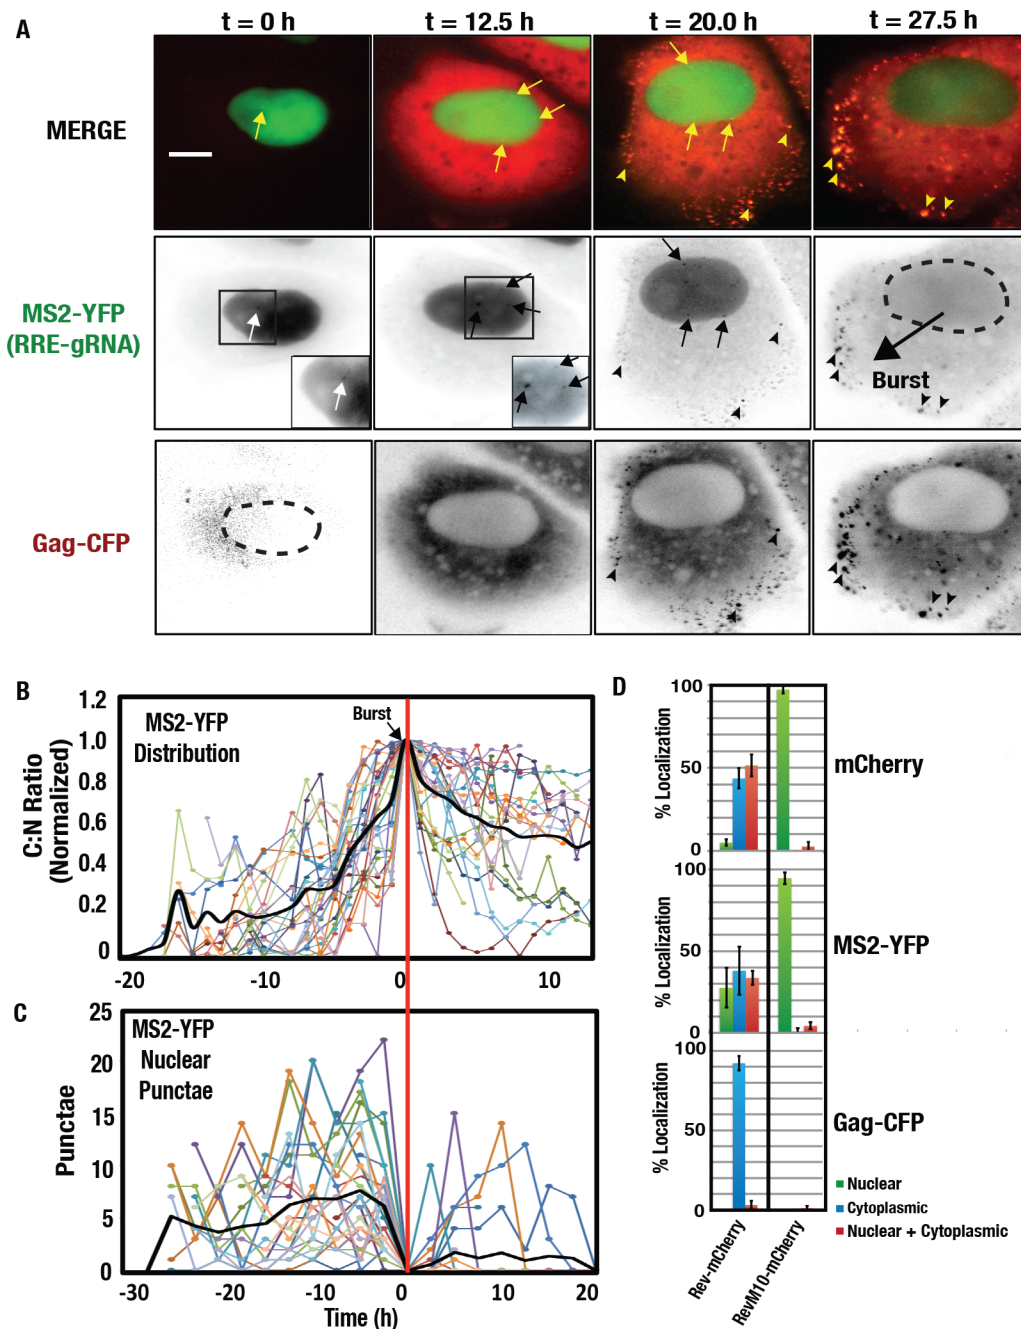 A
t = 0 h
t = 12.5 h
t = 20.0 h
t = 27.5 h
MERGE
MS2-YFP
(RRE-gRNA)
Burst
Gag-CFP
B
1.2
1.0
0.8
0.6
0.4
0.2
0
C:N Ratio
(Normalized)
MS2-YFP
Distribution
Burst
-20
-10
0
10
C
25
20
15
10
5
0
Punctae
MS2-YFP
Nuclear
Punctae
-30
-20
-10
0
10
20
Time (h)
D
100
50
0
% Localization
mCherry
100
50
0
% Localization
MS2-YFP
100
50
0
% Localization
Gag-CFP
Nuclear
Cytoplasmic
Nuclear + Cytoplasmic
Rev-mCherry
RevM10-mCherry